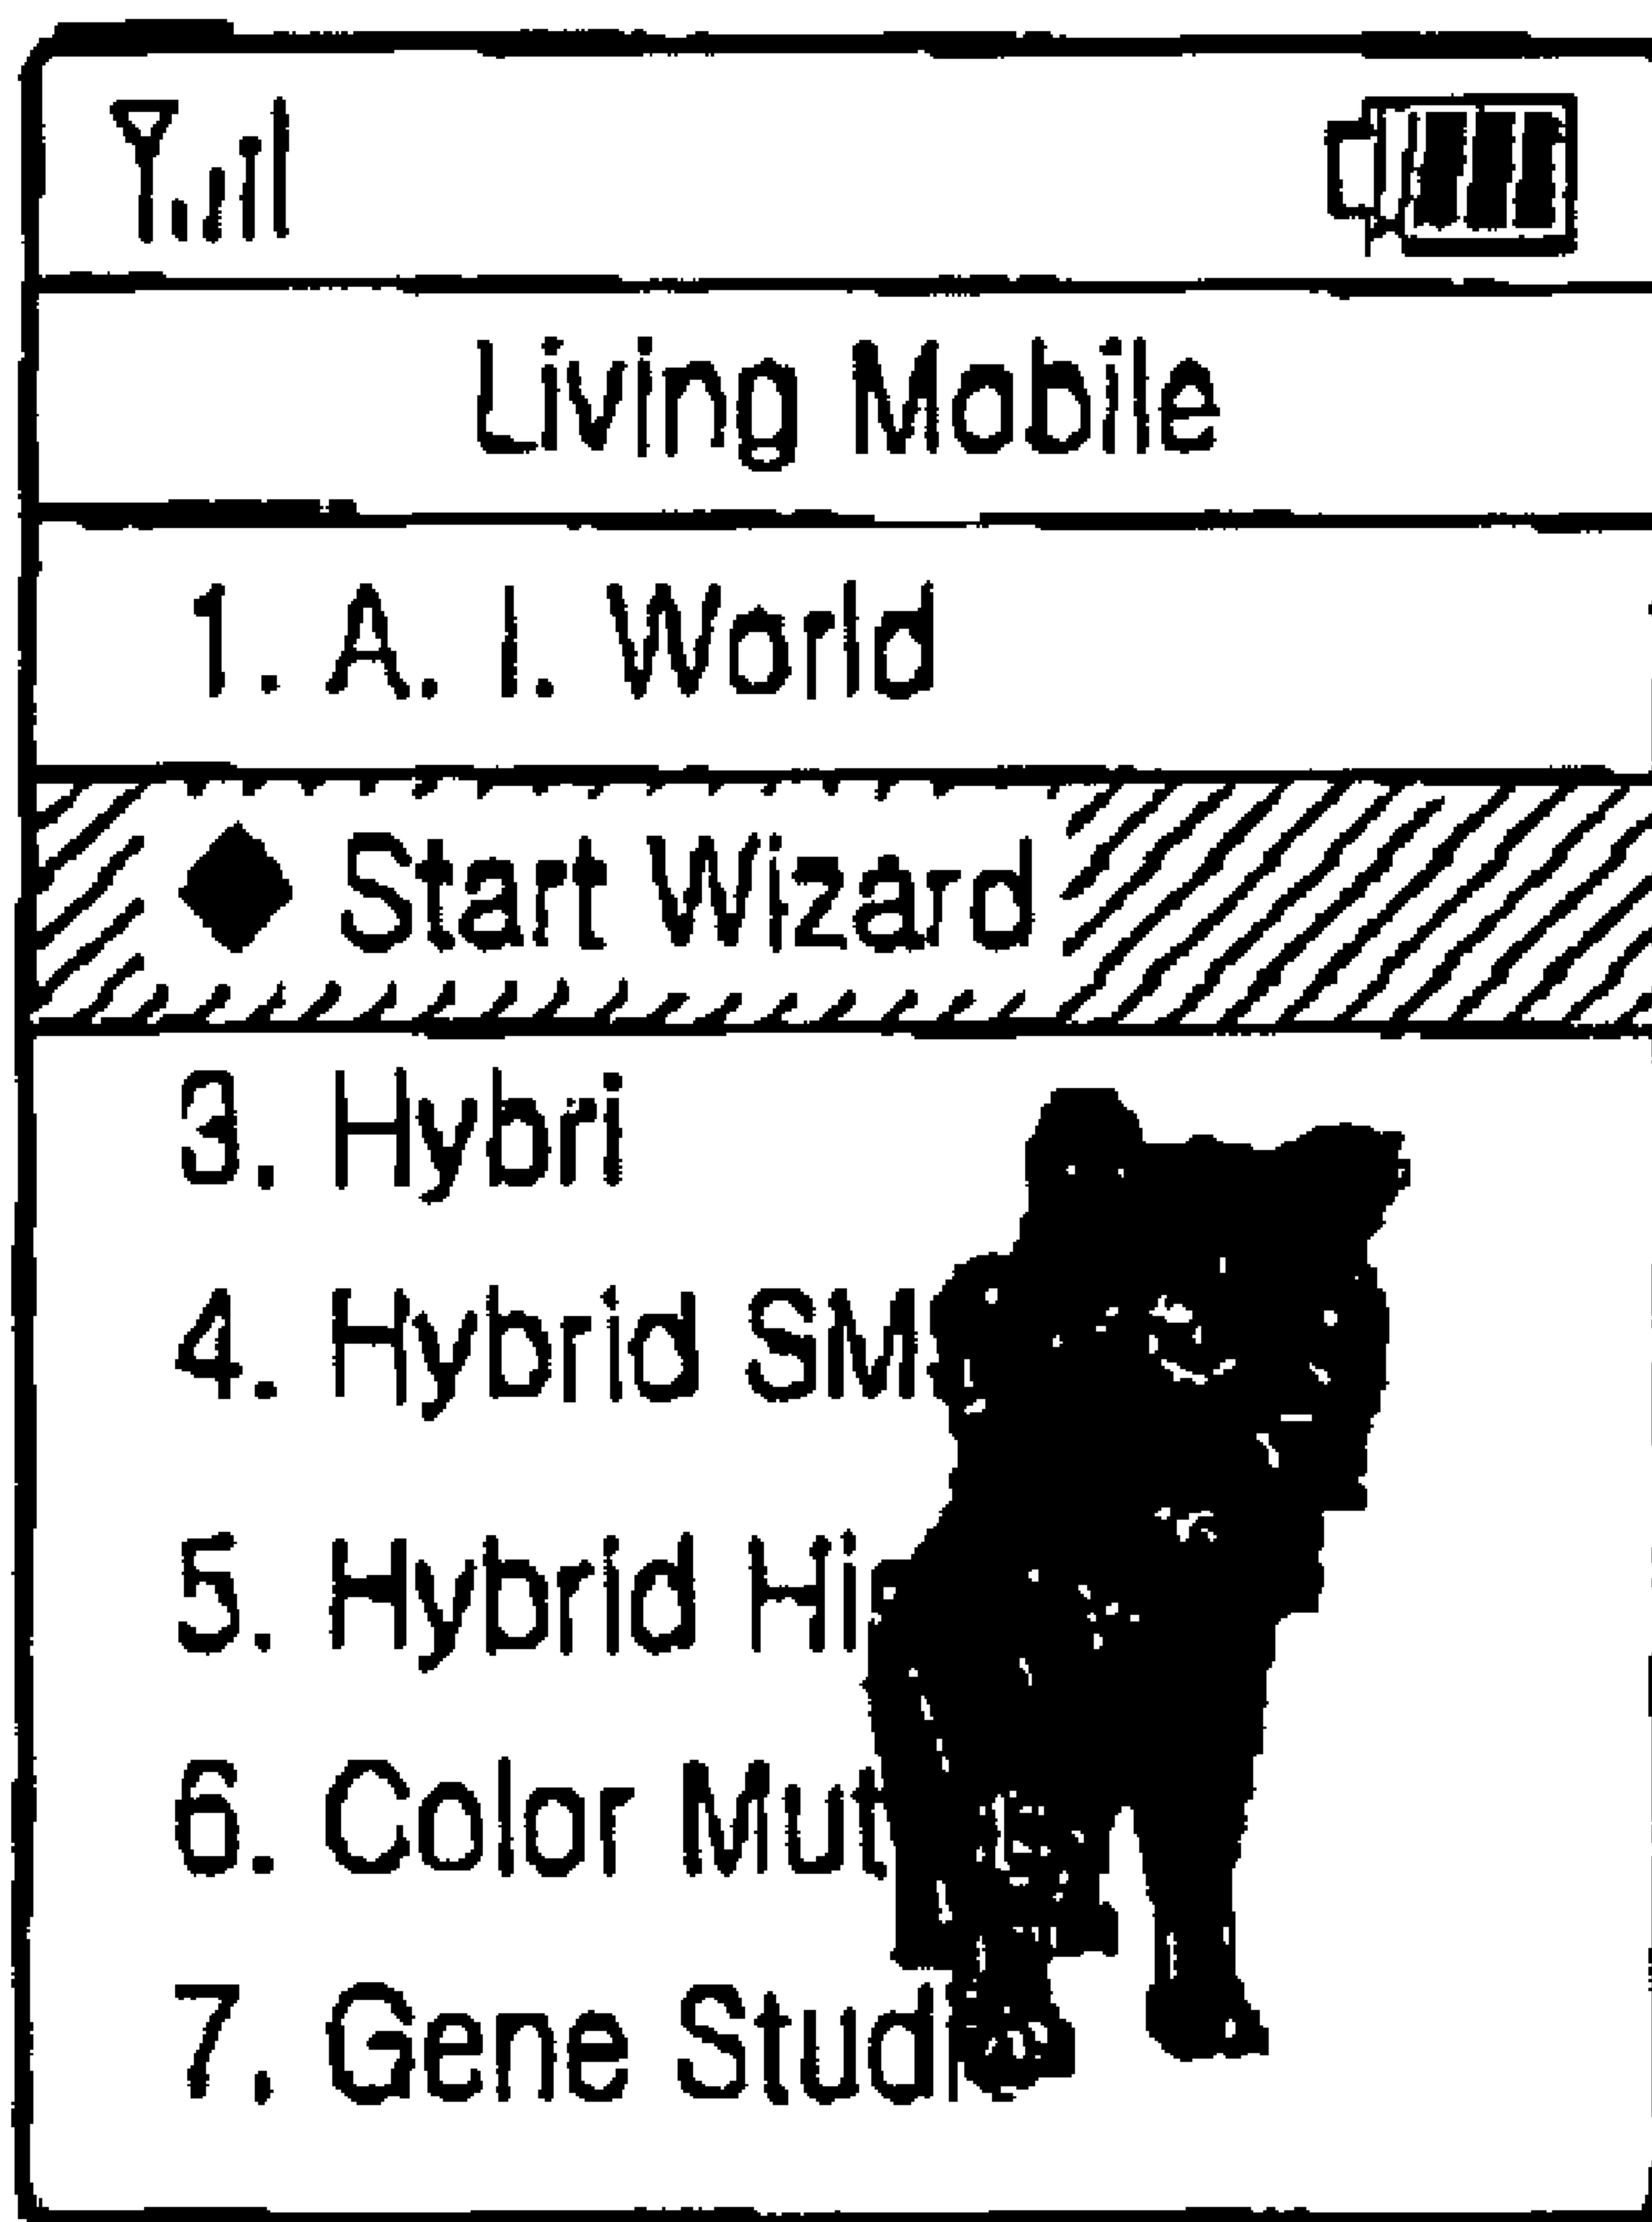 Living Mobile
1. A. I. World
◆ Start Wizard
3. Hybri
4. Hybrid SM
5. Hybrid Hi
6. Color Mut
7. Gene Studi